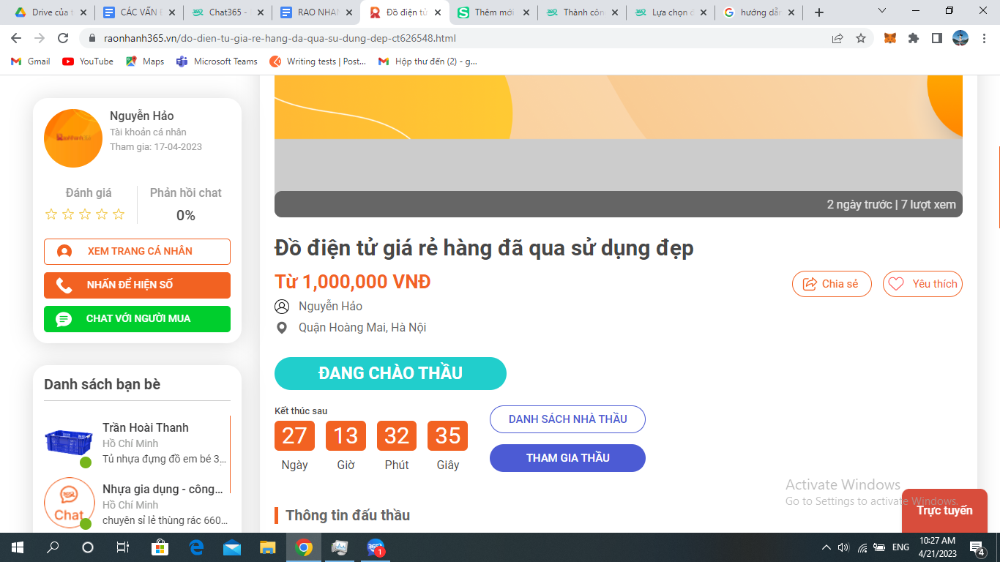 Drive của t
CÁC VẤN Đ
Chat365 -
RAO NHAN
Đồ điện tử
Thêm mới
Thành côn
Lựa chọn d
hướng dẫn
raonhanh365.vn/do-dien-tu-gia-re-hang-da-qua-su-dung-dep-ct626548.html
Gmail
YouTube
Maps
Microsoft Teams
Writing tests | Post...
Hộp thư đến (2) - g...
Nguyễn Hảo
Tài khoản cá nhân
Tham gia: 17-04-2023
Đánh giá
Phản hồi chat
0%
XEM TRANG CÁ NHÂN
NHẤN ĐỂ HIỆN SỐ
CHAT VỚI NGƯỜI MUA
Danh sách bạn bè
Trần Hoài Thanh
Hồ Chí Minh
Tủ nhựa đựng đồ em bé 3...
Chat
Nhựa gia dụng - công...
Hồ Chí Minh
chuyên sỉ lẻ thùng rác 660...
2 ngày trước | 7 lượt xem
Đồ điện tử giá rẻ hàng đã qua sử dụng đẹp
Từ 1,000,000 VNĐ
Chia sẻ
Yêu thích
Nguyễn Hảo
Quận Hoàng Mai, Hà Nội
ĐANG CHÀO THẦU
Kết thúc sau
27 13 32 35
Ngày Giờ Phút Giây
DANH SÁCH NHÀ THẦU
THAM GIA THẦU
Thông tin đấu thầu
Activate Windows
Go to Settings to activate Windows.
Trực tuyến
365
1
ENG
10:27 AM
4/21/2023
4